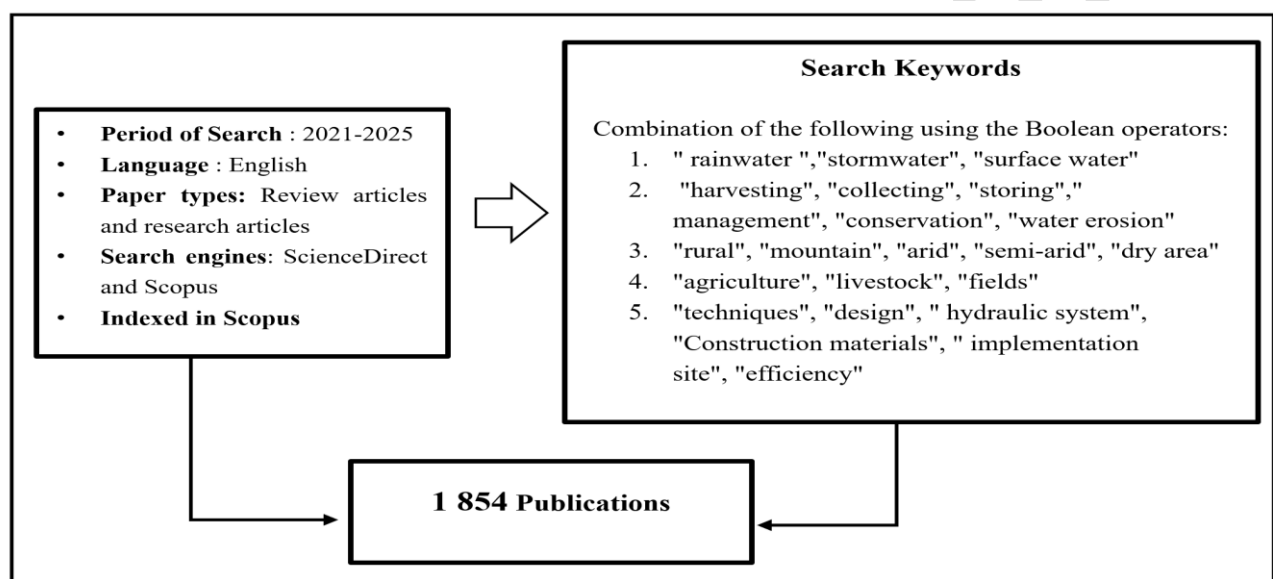 • Period of Search : 2021-2025
• Language : English
• Paper types: Review articles
and research articles
• Search engines: ScienceDirect
and Scopus
• Indexed in Scopus
Search Keywords
Combination of the following using the Boolean operators:
1. " rainwater ","stormwater", "surface water"
2. "harvesting", "collecting", "storing","
management", "conservation", "water erosion"
3. "rural", "mountain", "arid", "semi-arid", "dry area"
4. "agriculture", "livestock", "fields"
5. "techniques", "design", " hydraulic system",
"Construction materials", " implementation
site", "efficiency"
1 854 Publications